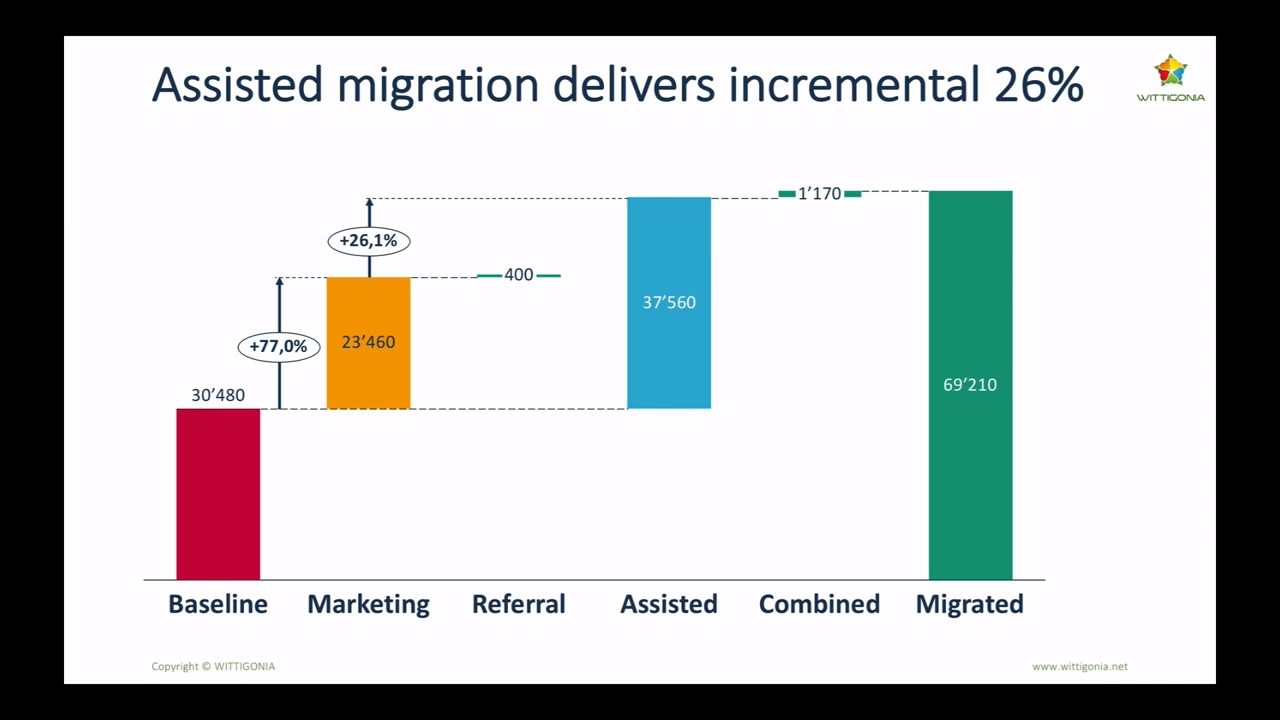 Assisted migration delivers incremental 26%
WITTIGONIA
1’170
+26,1%
400
37’560
+77,0%
23’460
69’210
30’480
Baseline Marketing Referral Assisted Combined Migrated
Copyright © WITTIGONIA
www.wittigonia.net